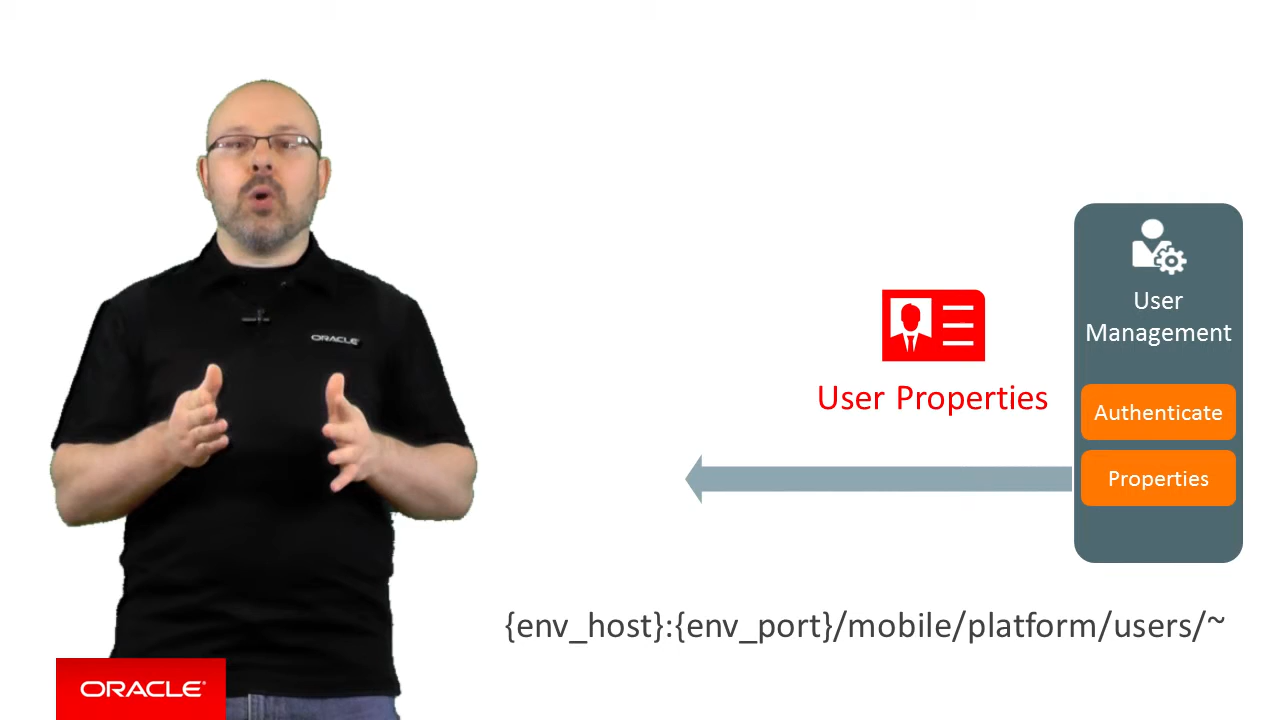 ORACLE
User
Management
User Properties
Authenticate
Properties
{env_host}:{env_port}/mobile/platform/users/~
ORACLE